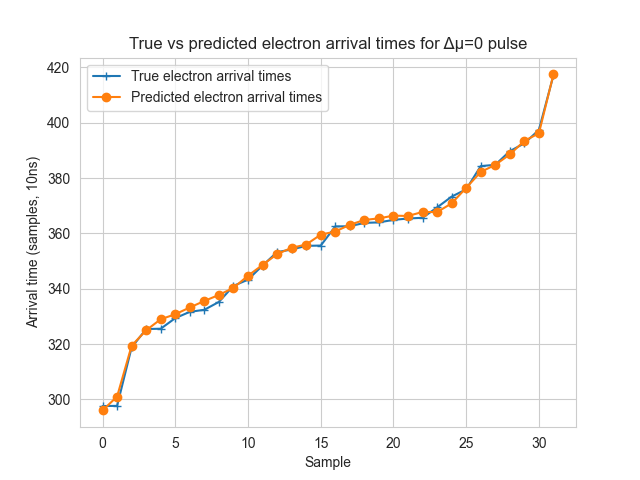 True vs predicted electron arrival times for Δμ=0 pulse
True electron arrival times
Predicted electron arrival times
Arrival time (samples, 10ns)
420
400
380
360
340
320
300
0 5 10 15 20 25 30
Sample